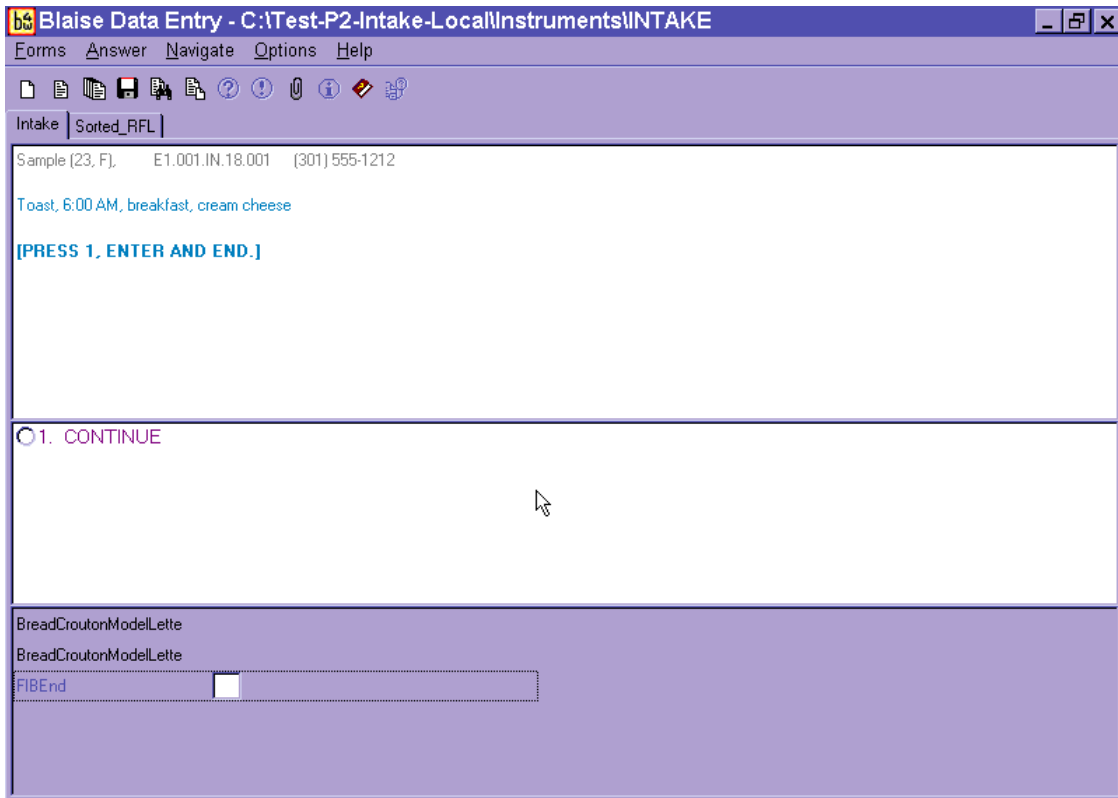 Blaise Data Entry - C:\Test-P2-Intake-Local\Instruments\INTAKE
Forms Answer Navigate Options Help
Intake Sorted_RFL
Sample (23, F), E1.001.IN.18.001 (301) 555-1212
Toast, 6:00 AM, breakfast, cream cheese
[PRESS 1, ENTER AND END.]
1. CONTINUE
BreadCroutonModelLette
BreadCroutonModelLette
FIBEnd